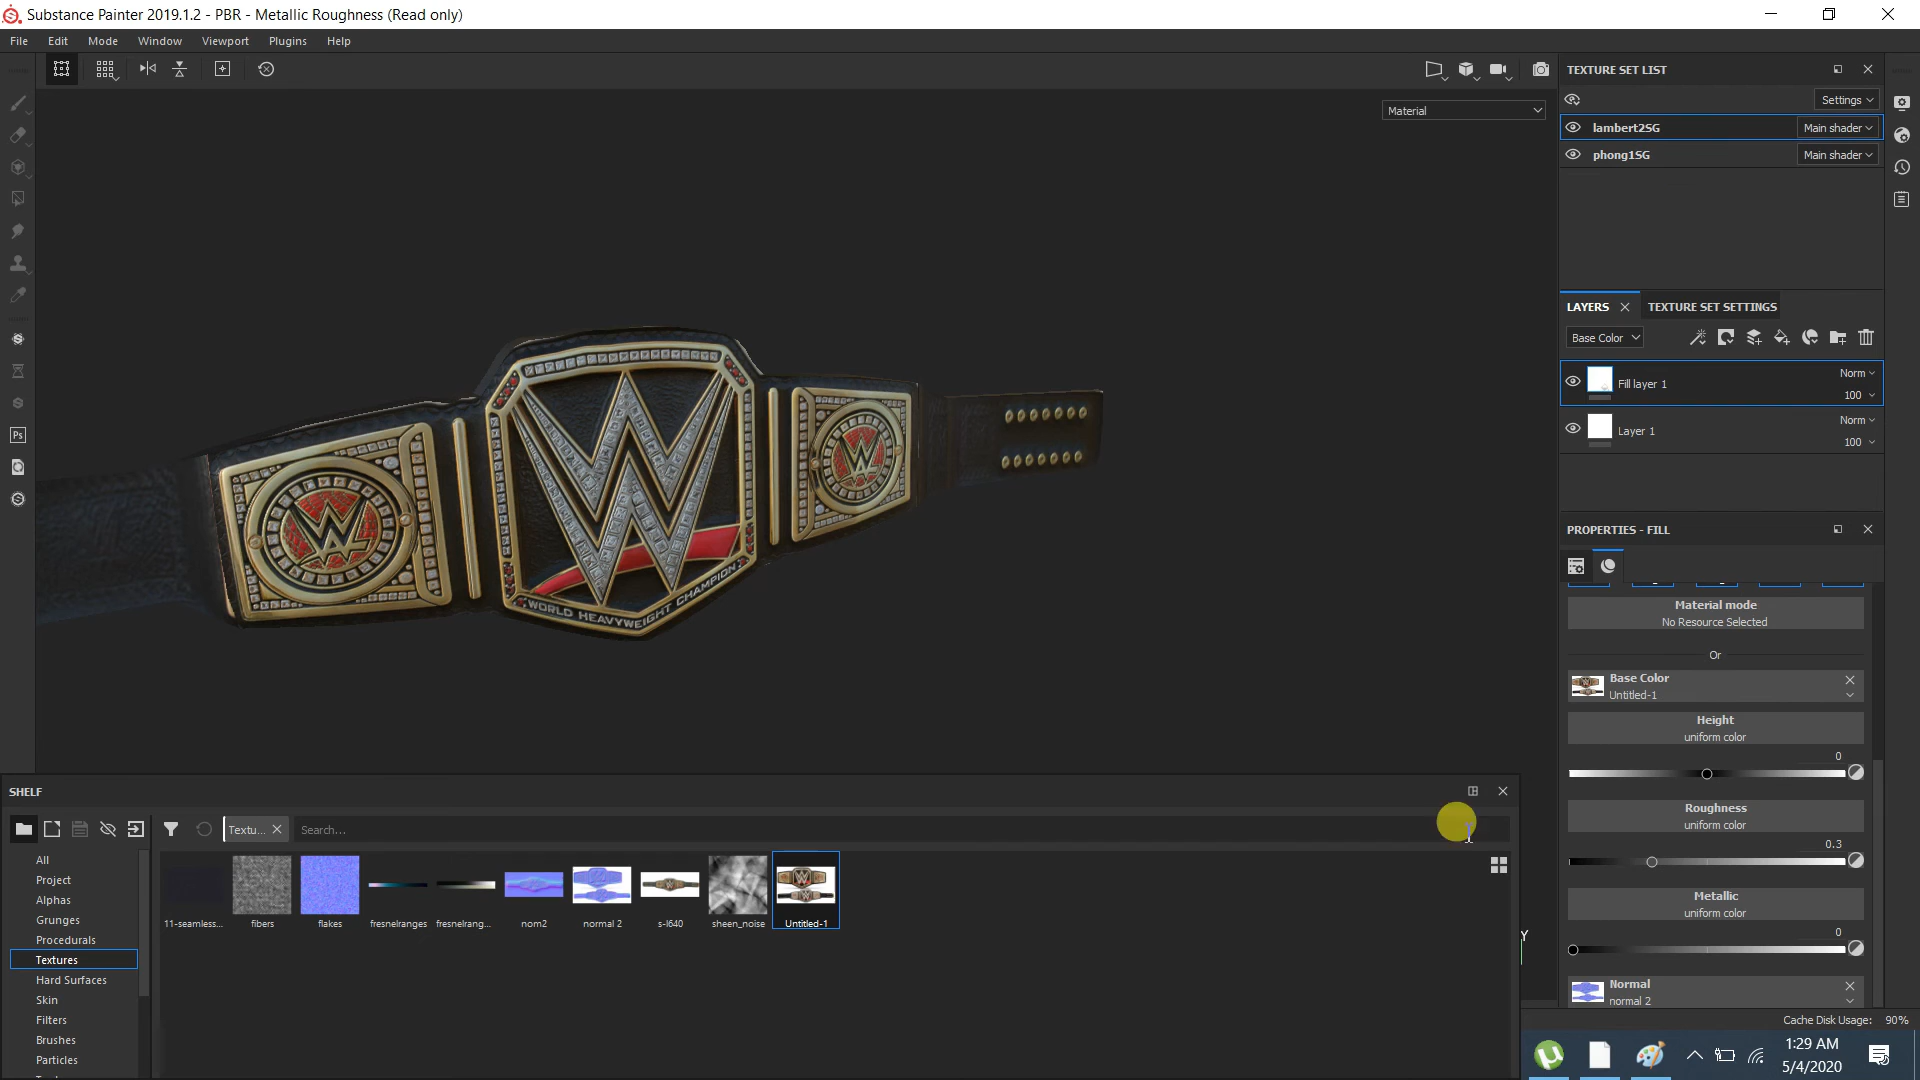 Substance Painter 2019.1.2 - PBR - Metallic Roughness (Read only)
File Edit Mode Window Viewport Plugins Help
Material
TEXTURE SET LIST
Settings
lambert2SG Main shader
phong1SG Main shader
LAYERS TEXTURE SET SETTINGS
Base Color
Fill layer 1 Norm
100
Layer 1 Norm
100
PROPERTIES - FILL
Material mode
No Resource Selected
Or
Base Color
Untitled-1
Height
uniform color
0
Roughness
uniform color
0.3
Metallic
uniform color
0
Normal
normal 2
WORLD HEAVYWEIGHT CHAMPION
SHELF
Textu... Search...
All
Project
Alphas
Grunges
Procedurals
Textures
Hard Surfaces
Skin
Filters
Brushes
Particles
11-seamless... fibers flakes fresnelranges fresnelrang... nom2 normal 2 s-l640 sheen_noise Untitled-1
Y
Ps
Cache Disk Usage: 90%
1:29 AM
5/4/2020